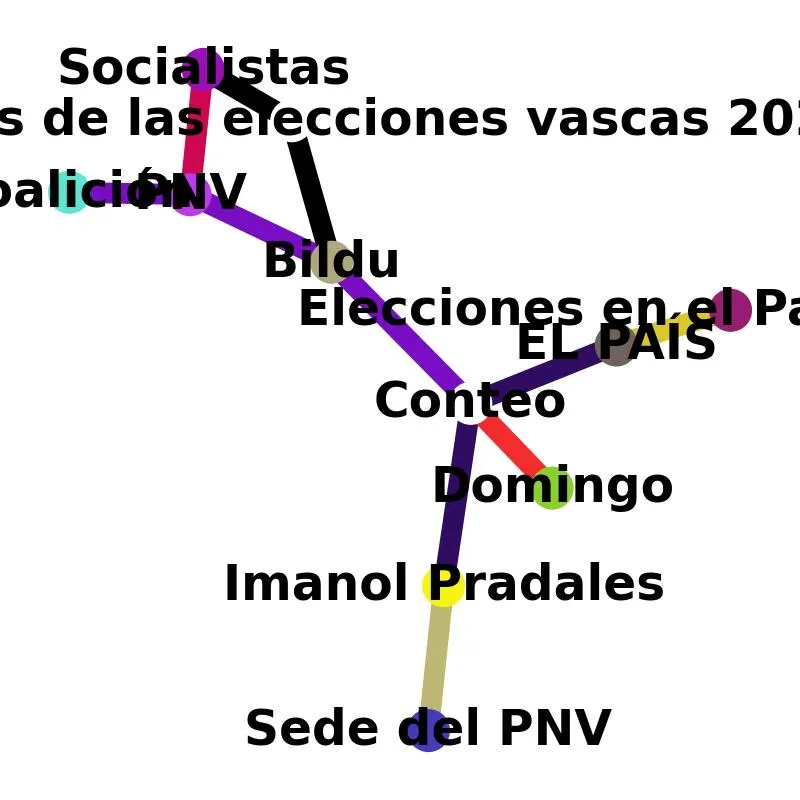 Socialistas
s de las elecciones vascas 202
oalición
PNV
Bildu
Elecciones en el Pa
EL PAÍS
Conteo
Domingo
Imanol Pradales
Sede del PNV